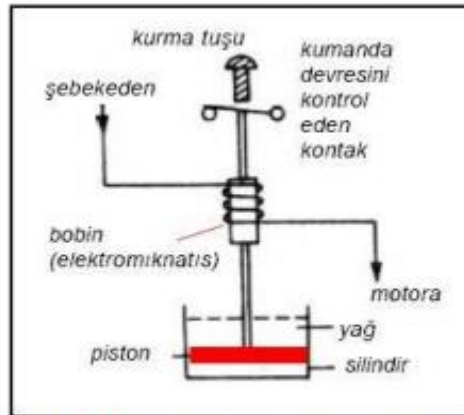 kurma tuşu
şebekeden
kumanda
devresini
kontrol
eden
kontak
bobin
(elektromıknatıs)
motora
yağ
piston
silindir